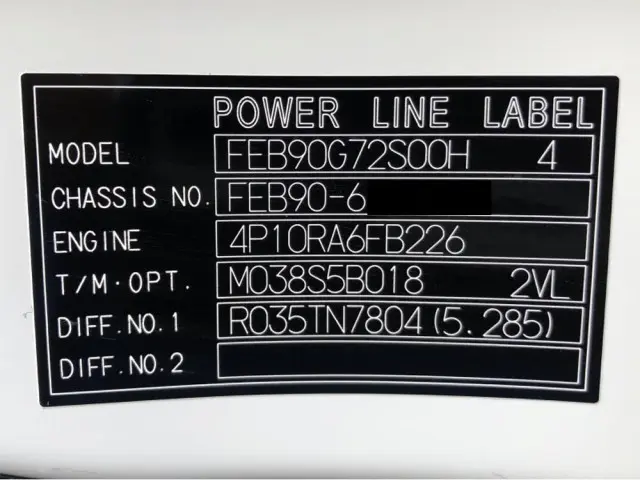 POWER LINE LABEL
MODEL FEB90G72S00H 4
CHASSIS NO. FEB90-6
ENGINE 4P10RA6FB226
T/M·OPT. M038S5B018 2VL
DIFF.NO.1 R035TN7804(5.285)
DIFF.NO.2